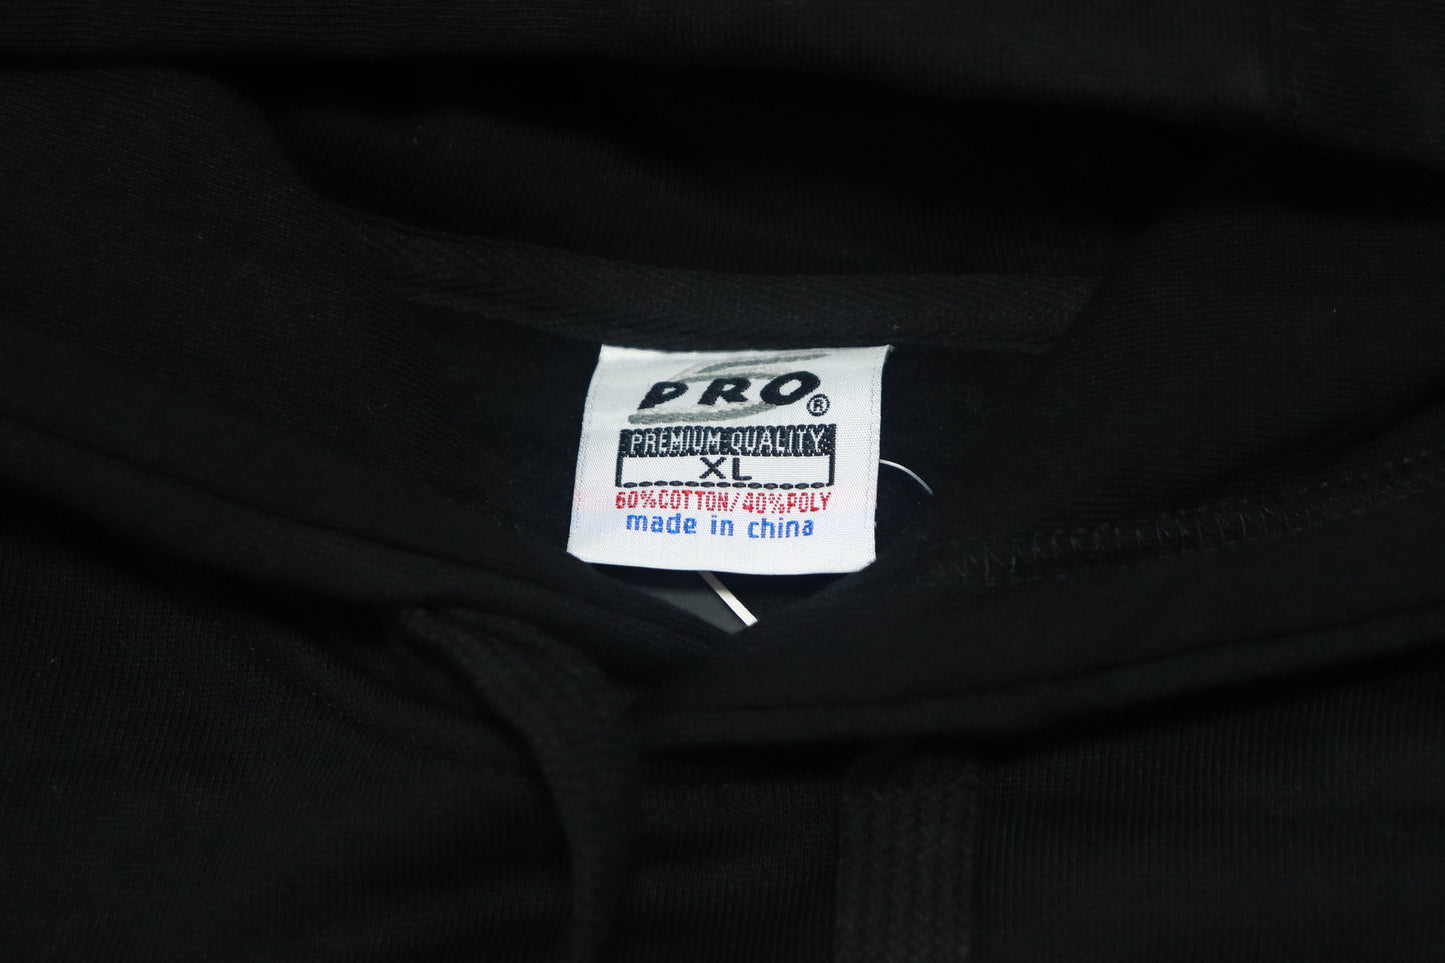 PRO®
PREMIUM QUALITY
XL
60%COTTON/40%POLY
made in china